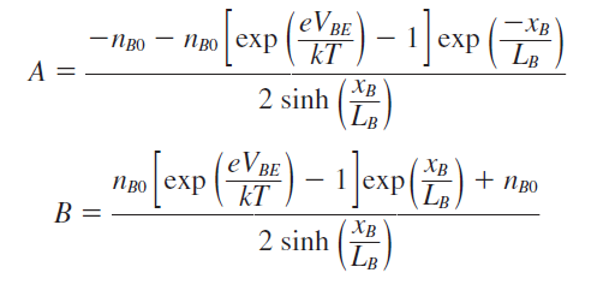 A = \frac{-n_{B0} - n_{B0}\left[\exp\left(\frac{eV_{BE}}{kT}\right) - 1\right]\exp\left(\frac{-x_B}{L_B}\right)}{2 \sinh\left(\frac{x_B}{L_B}\right)}
B = \frac{n_{B0}\left[\exp\left(\frac{eV_{BE}}{kT}\right) - 1\right]\exp\left(\frac{x_B}{L_B}\right) + n_{B0}}{2 \sinh\left(\frac{x_B}{L_B}\right)}